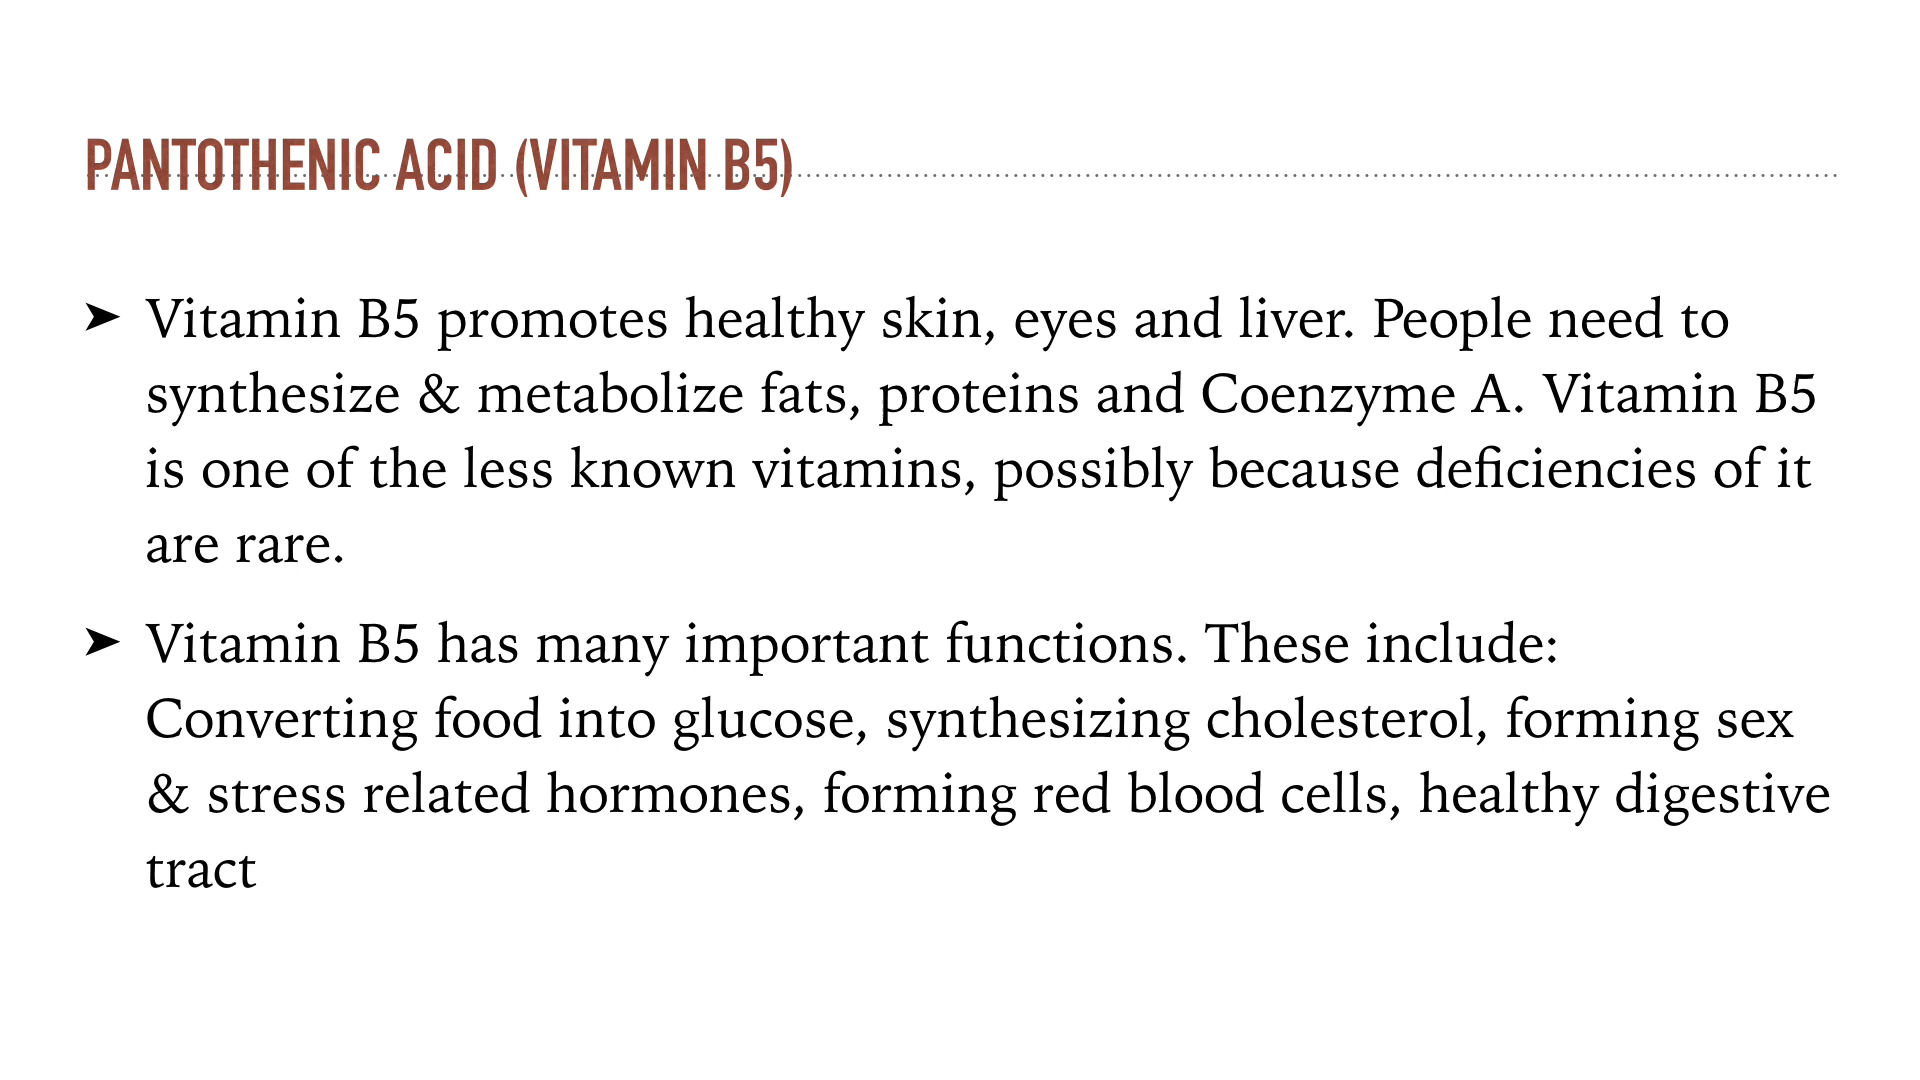 PANTOTHENIC ACID (VITAMIN B5)
➤ Vitamin B5 promotes healthy skin, eyes and liver. People need to
synthesize & metabolize fats, proteins and Coenzyme A. Vitamin B5
is one of the less known vitamins, possibly because deficiencies of it
are rare.
➤ Vitamin B5 has many important functions. These include:
Converting food into glucose, synthesizing cholesterol, forming sex
& stress related hormones, forming red blood cells, healthy digestive
tract